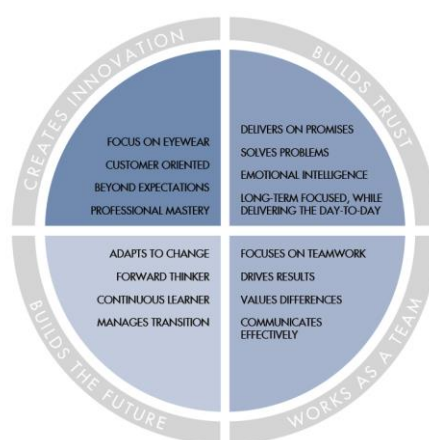 CREATES INNOVATION
FOCUS ON EYEWEAR
CUSTOMER ORIENTED
BEYOND EXPECTATIONS
PROFESSIONAL MASTERY
BUILDS TRUST
DELIVERS ON PROMISES
SOLVES PROBLEMS
EMOTIONAL INTELLIGENCE
LONG-TERM FOCUSED, WHILE
DELIVERING THE DAY-TO-DAY
BUILDS THE FUTURE
ADAPTS TO CHANGE
FORWARD THINKER
CONTINUOUS LEARNER
MANAGES TRANSITION
WORKS AS A TEAM
FOCUSES ON TEAMWORK
DRIVES RESULTS
VALUES DIFFERENCES
COMMUNICATES
EFFECTIVELY